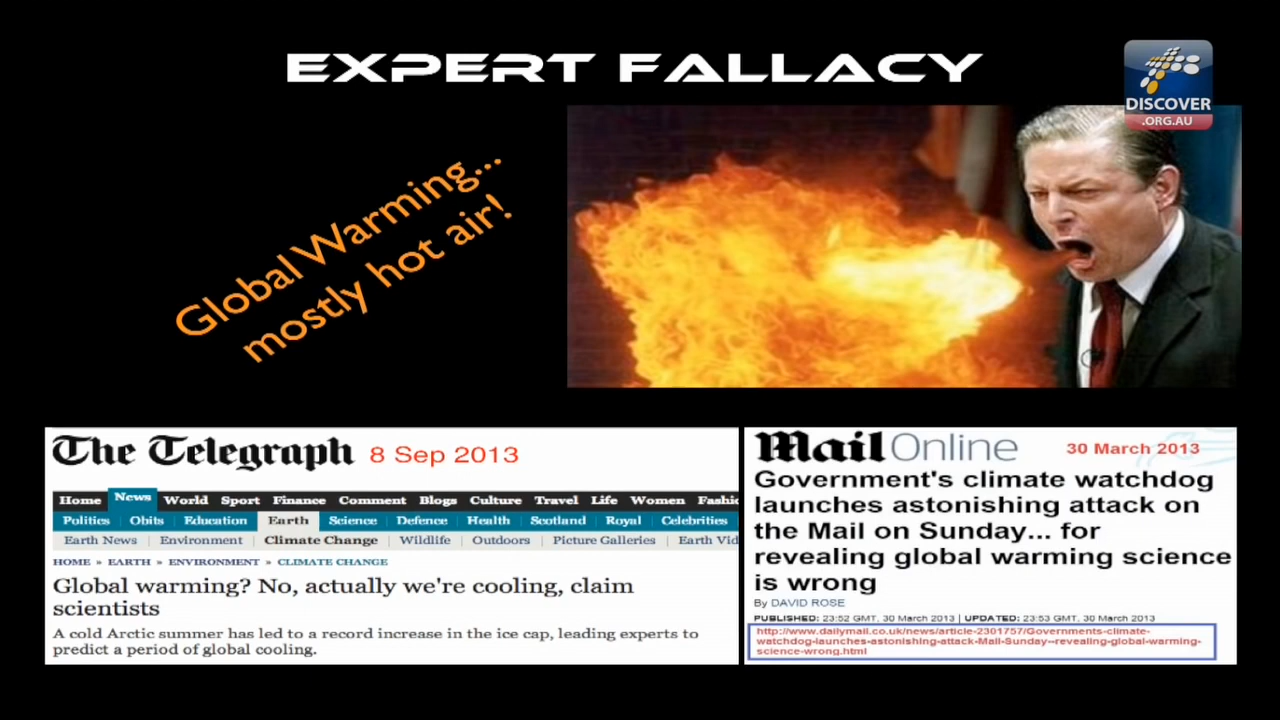 EXPERT FALLACY
DISCOVER
.ORG.AU
Global Warming...
mostly hot air!
The Telegraph 8 Sep 2013
Home News World Sport Finance Comment Blogs Culture Travel Life Women Fashio
Politics Obits Education Earth Science Defence Health Scotland Royal Celebrities
Earth News Environment Climate Change Wildlife Outdoors Picture Galleries Earth Vid
HOME » EARTH » ENVIRONMENT » CLIMATE CHANGE
Global warming? No, actually we're cooling, claim
scientists
A cold Arctic summer has led to a record increase in the ice cap, leading experts to
predict a period of global cooling.
Mail Online 30 March 2013
Government's climate watchdog
launches astonishing attack on
the Mail on Sunday... for
revealing global warming science
is wrong
By DAVID ROSE
PUBLISHED: 23:52 GMT, 30 March 2013 | UPDATED: 23:53 GMT, 30 March 2013
http://www.dailymail.co.uk/news/article-2301757/Governments-climate-
watchdog-launches-astonishing-attack-Mail-Sunday--revealing-global-warming-
science-wrong.html